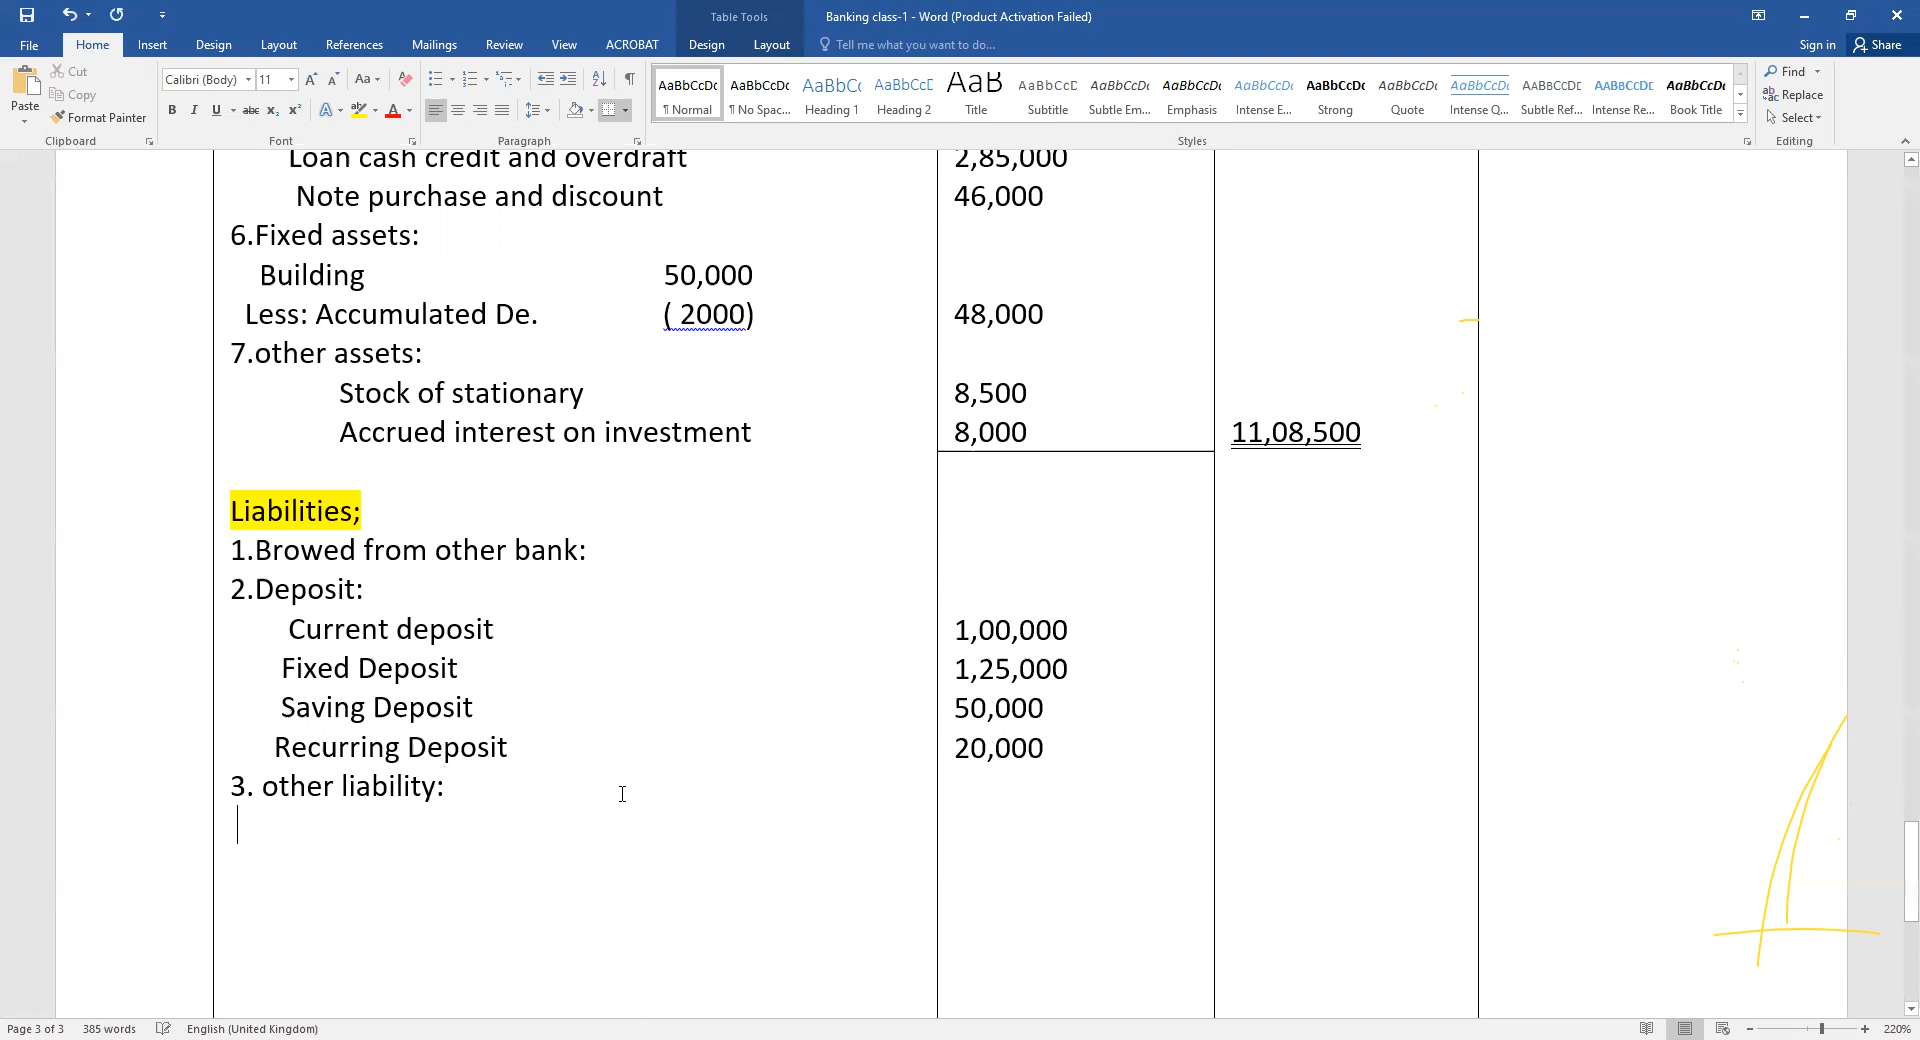 Table Tools
Banking class-1 - Word (Product Activation Failed)
File Home Insert Design Layout References Mailings Review View ACROBAT Design Layout Tell me what you want to do... Sign in Share
Paste Cut Copy Format Painter
Clipboard
Calibri (Body) 11
Font
Paragraph
AaBbCcDc AaBbCcDc AaBbCc AaBbCcE AaB AaBbCcD AaBbCcDc AaBbCcDc AaBbCcDc AaBbCcDc AaBbCcDc AaBbCcDc AABBCCDE AABBCCDE AaBbCcDc
¶ Normal ¶ No Spac... Heading 1 Heading 2 Title Subtitle Subtle Em... Emphasis Intense E... Strong Quote Intense Q... Subtle Ref... Intense Re... Book Title
Styles
Find
Replace
Select
Editing
Loan cash credit and overdraft 2,85,000
Note purchase and discount 46,000
6.Fixed assets:
Building 50,000
Less: Accumulated De. ( 2000) 48,000
7.other assets:
Stock of stationary 8,500
Accrued interest on investment 8,000 11,08,500
Liabilities;
1.Browed from other bank:
2.Deposit:
Current deposit 1,00,000
Fixed Deposit 1,25,000
Saving Deposit 50,000
Recurring Deposit 20,000
3. other liability:
Page 3 of 3 385 words English (United Kingdom) 220%